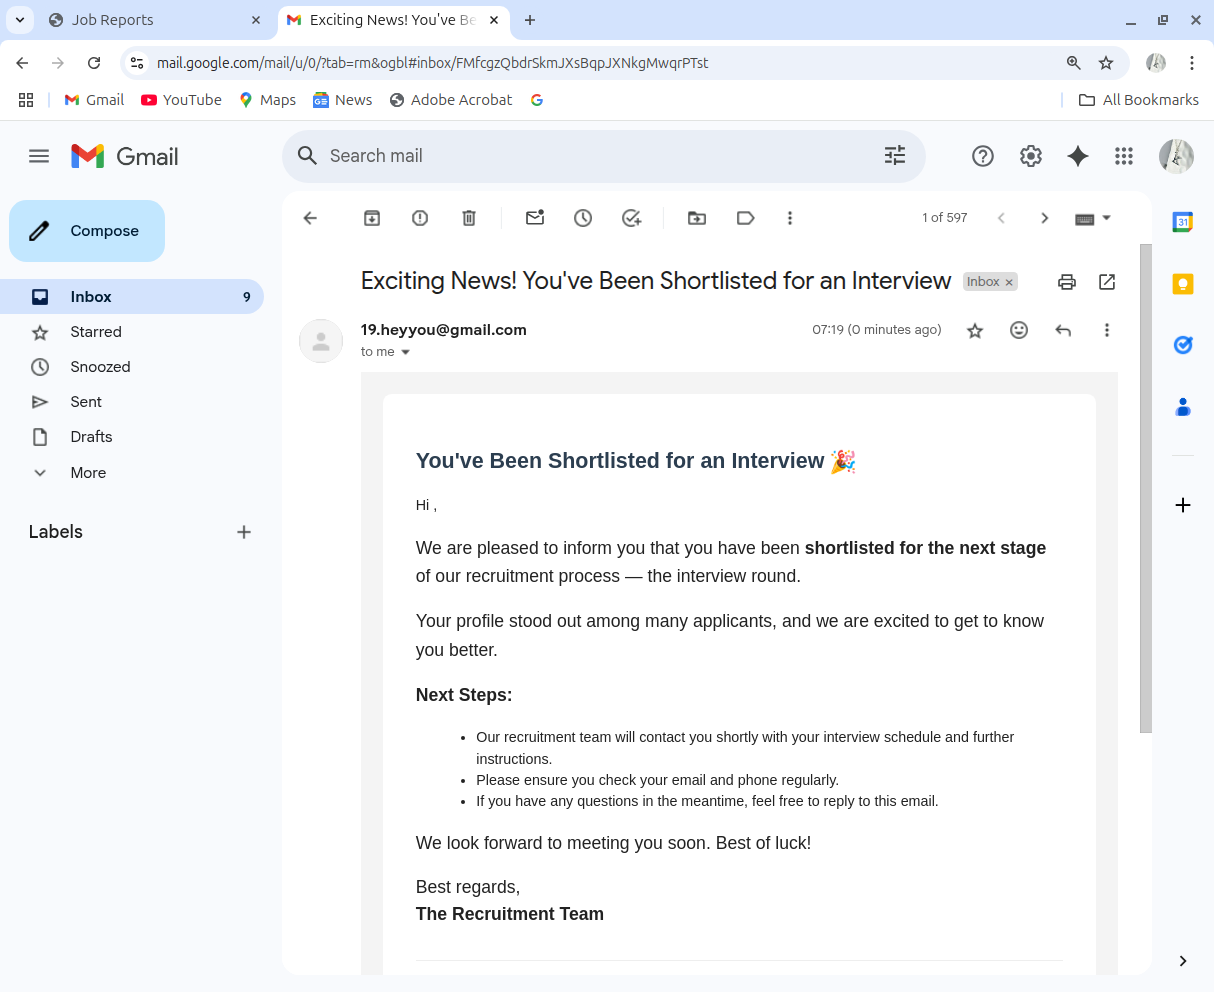 Job Reports
Exciting News! You've Be
mail.google.com/mail/u/0/?tab=rm&ogbl#inbox/FMfcgzQbdrSkmJXsBqpJXNkgMwqrPTst
Gmail
YouTube
Maps
News
Adobe Acrobat
All Bookmarks
Gmail
Search mail
Compose
1 of 597
Inbox 9
Starred
Snoozed
Sent
Drafts
More
Labels
31
Exciting News! You've Been Shortlisted for an Interview
Inbox ×
19.heyyou@gmail.com
07:19 (0 minutes ago)
to me
You've Been Shortlisted for an Interview 🎉
Hi ,
We are pleased to inform you that you have been shortlisted for the next stage
of our recruitment process — the interview round.
Your profile stood out among many applicants, and we are excited to get to know
you better.
Next Steps:
• Our recruitment team will contact you shortly with your interview schedule and further
instructions.
• Please ensure you check your email and phone regularly.
• If you have any questions in the meantime, feel free to reply to this email.
We look forward to meeting you soon. Best of luck!
Best regards,
The Recruitment Team